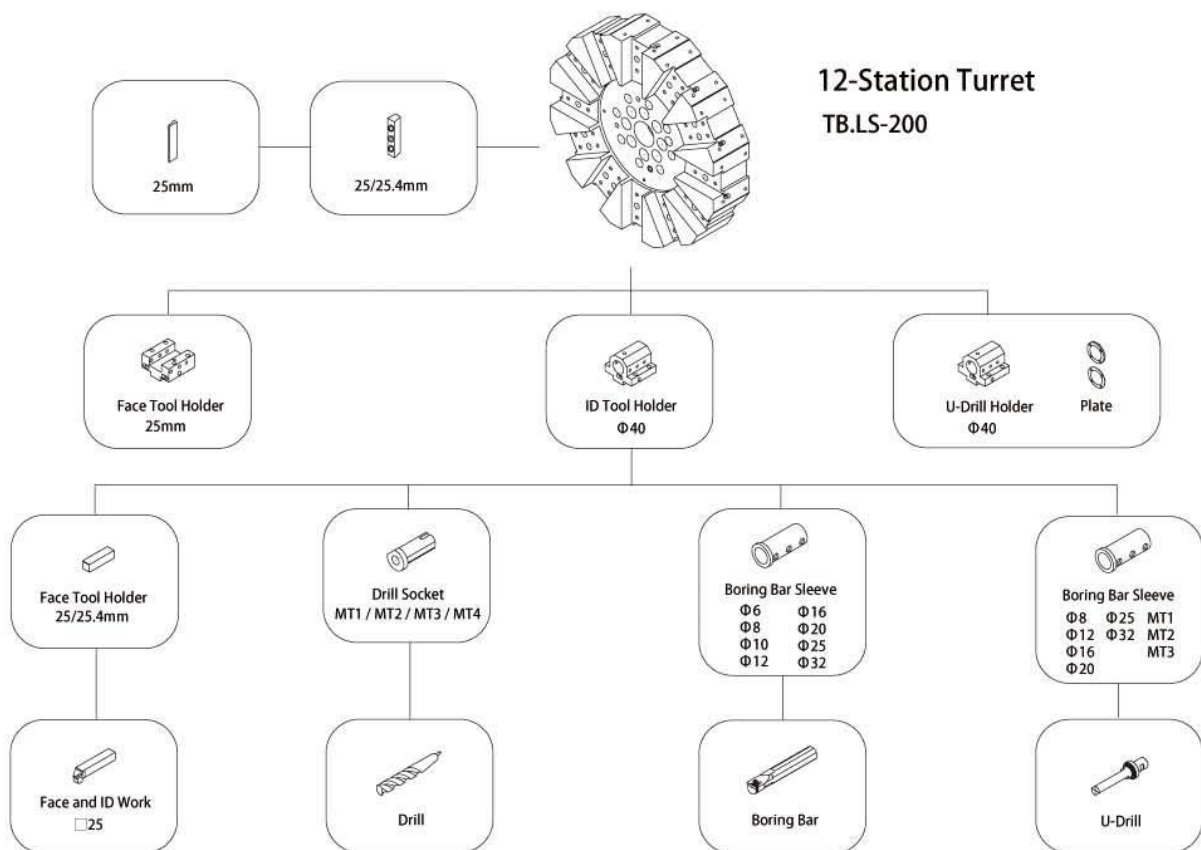 12-Station Turret
TB.LS-200
25mm
25/25.4mm
Face Tool Holder
25mm
ID Tool Holder
Φ40
U-Drill Holder
Φ40
Plate
Face Tool Holder
25/25.4mm
Drill Socket
MT1 / MT2 / MT3 / MT4
Boring Bar Sleeve
Φ6 Φ16
Φ8 Φ20
Φ10 Φ25
Φ12 Φ32
Boring Bar Sleeve
Φ8 Φ25 MT1
Φ12 Φ32 MT2
Φ16 MT3
Φ20
Face and ID Work
□25
Drill
Boring Bar
U-Drill